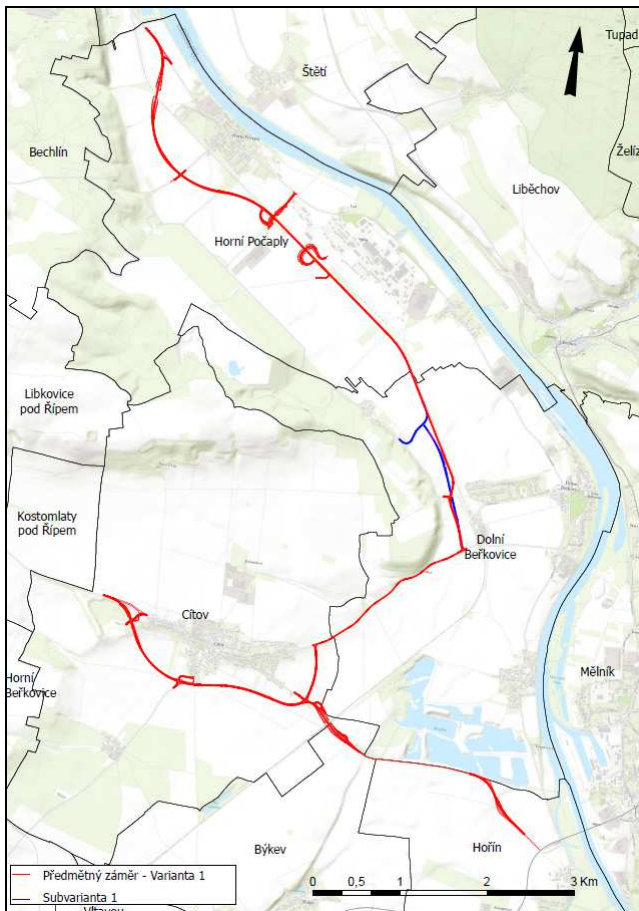 Tupad
Štětí
Bechlín
Želíz
Liběchov
Horní Počaply
Libkovice
pod Řípem
Kostomlaty
pod Řípem
Dolní
Beřkovice
Cítov
Horní
Beřkovice
Mělník
Býkev
Hořín
Předmětný záměr - Varianta 1
Subvarianta 1
Vltavou
0 0,5 1 2 3 Km